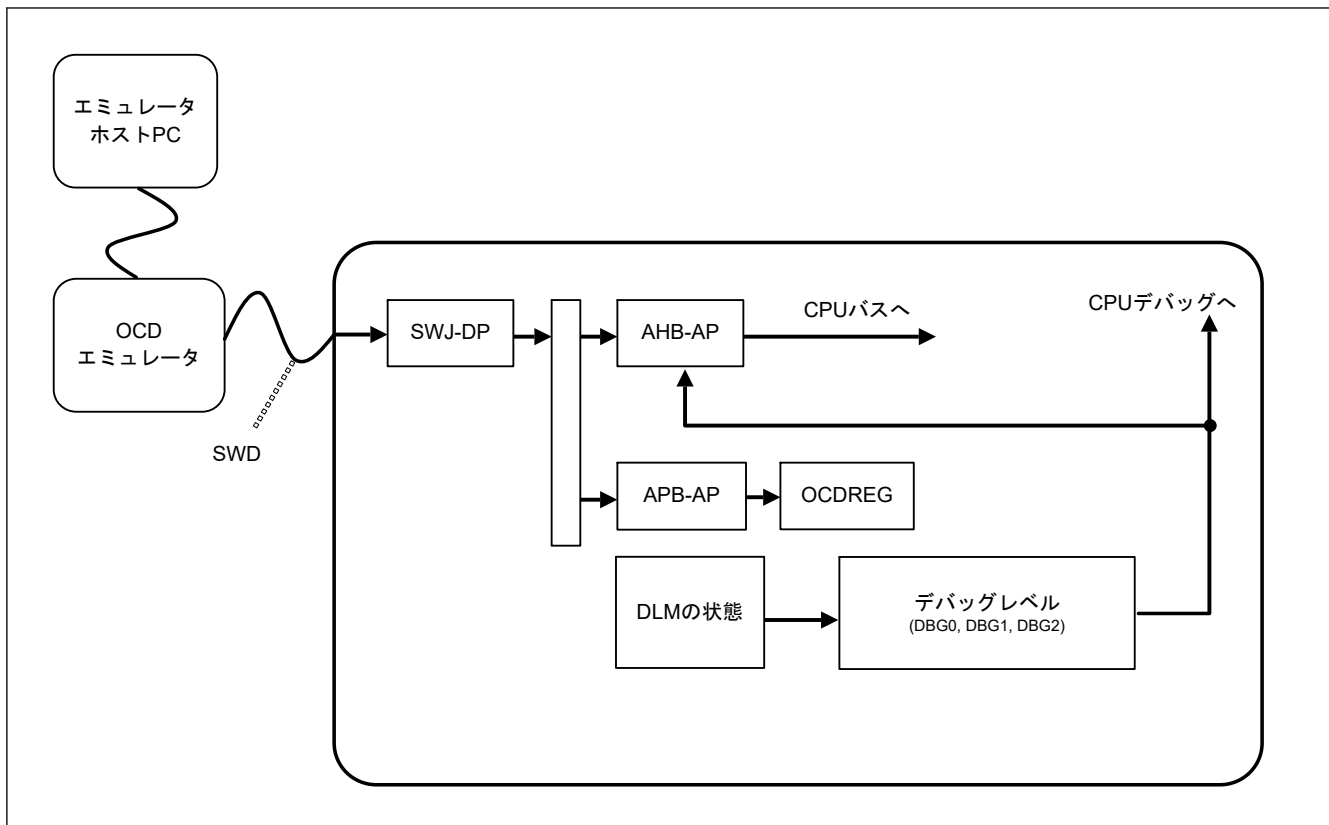 エミュレータ
ホストPC
OCD
エミュレータ
SWD
SWJ-DP
AHB-AP
CPUバスへ
CPUデバッグへ
APB-AP
OCDREG
DLMの状態
デバッグレベル
(DBG0, DBG1, DBG2)